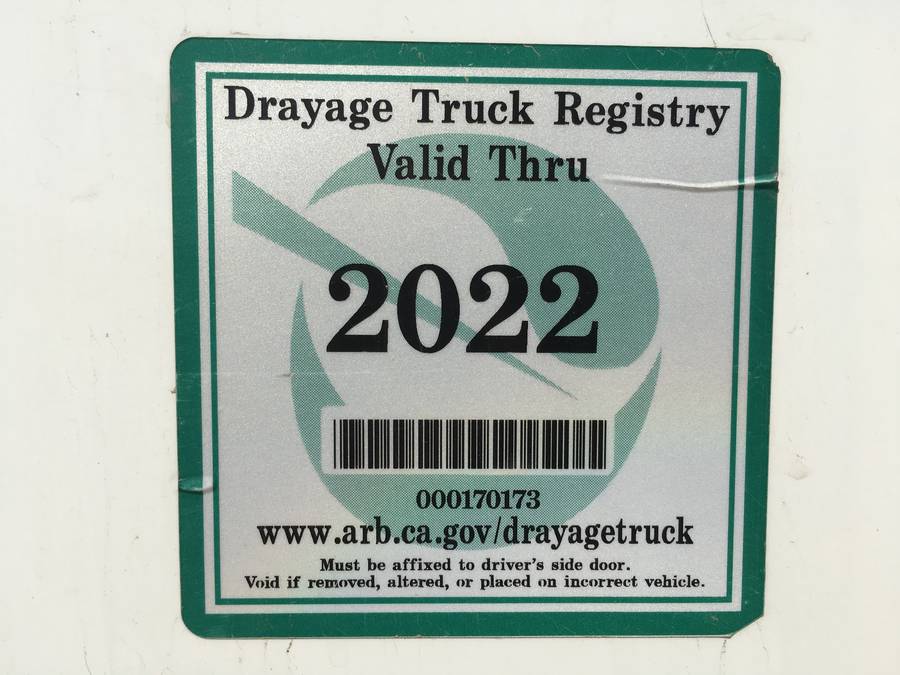 Drayage Truck Registry
Valid Thru
2022
000170173
www.arb.ca.gov/drayagetruck
Must be affixed to driver's side door.
Void if removed, altered, or placed on incorrect vehicle.